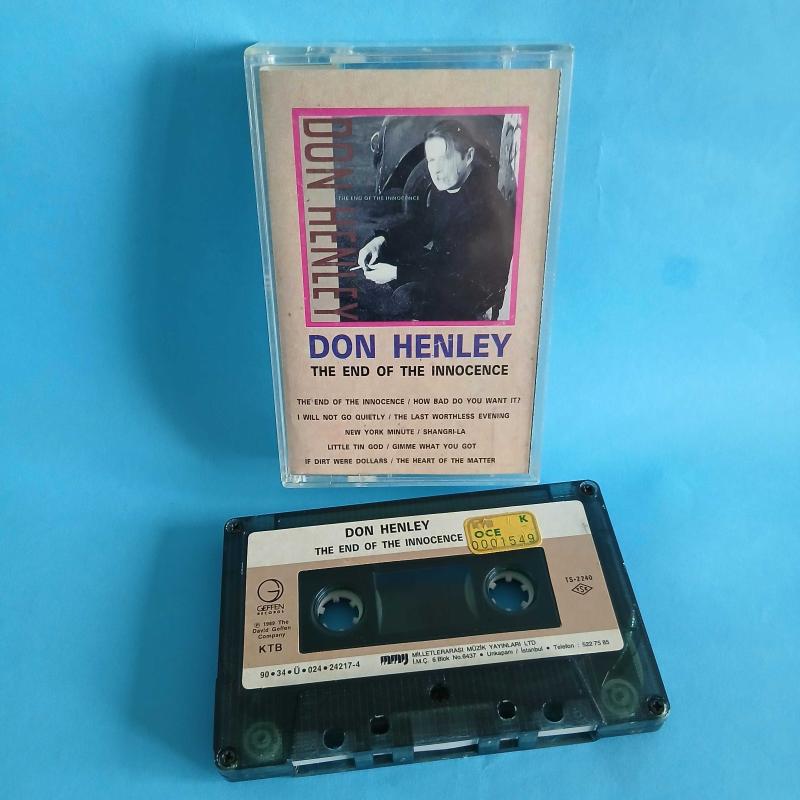 DON HENLEY
THE END OF THE INNOCENCE
DON HENLEY
THE END OF THE INNOCENCE
THE END OF THE INNOCENCE / HOW BAD DO YOU WANT IT?
I WILL NOT GO QUIETLY / THE LAST WORTHLESS EVENING
NEW YORK MINUTE / SHANGRI-LA
LITTLE TIN GOD / GIMME WHAT YOU GOT
IF DIRT WERE DOLLARS / THE HEART OF THE MATTER
DON HENLEY
THE END OF THE INNOCENCE
KTB K
OCE
0001549
G
GEFFEN
RECORDS
℗ 1989 The
David Geffen
Company
KTB
TS-2240
TSE
90•34•Ü•024•24217-4
MMY MİLLETLERARASI MÜZİK YAYINLARI LTD
İ.M.Ç. 6.Blok No.6437 • Unkapanı / İstanbul • Telefon : 522 75 85